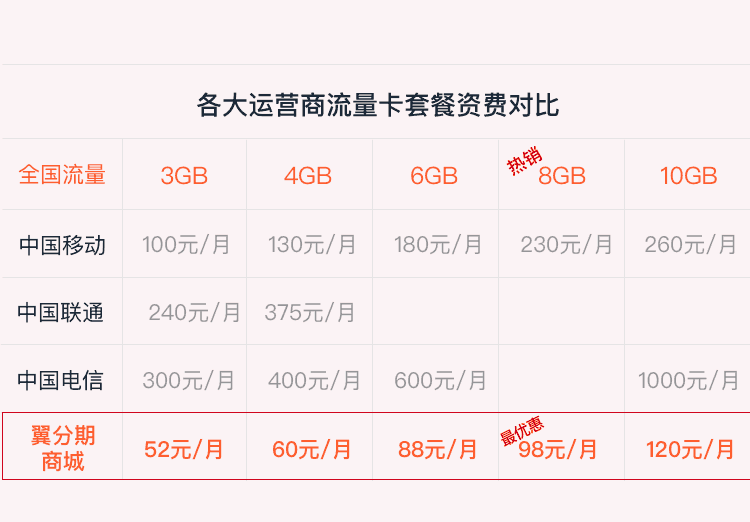 各大运营商流量卡套餐资费对比
全国流量 3GB 4GB 6GB 热销 8GB 10GB
中国移动 100元/月 130元/月 180元/月 230元/月 260元/月
中国联通 240元/月 375元/月
中国电信 300元/月 400元/月 600元/月 1000元/月
翼分期
商城 52元/月 60元/月 88元/月 最优惠 98元/月 120元/月